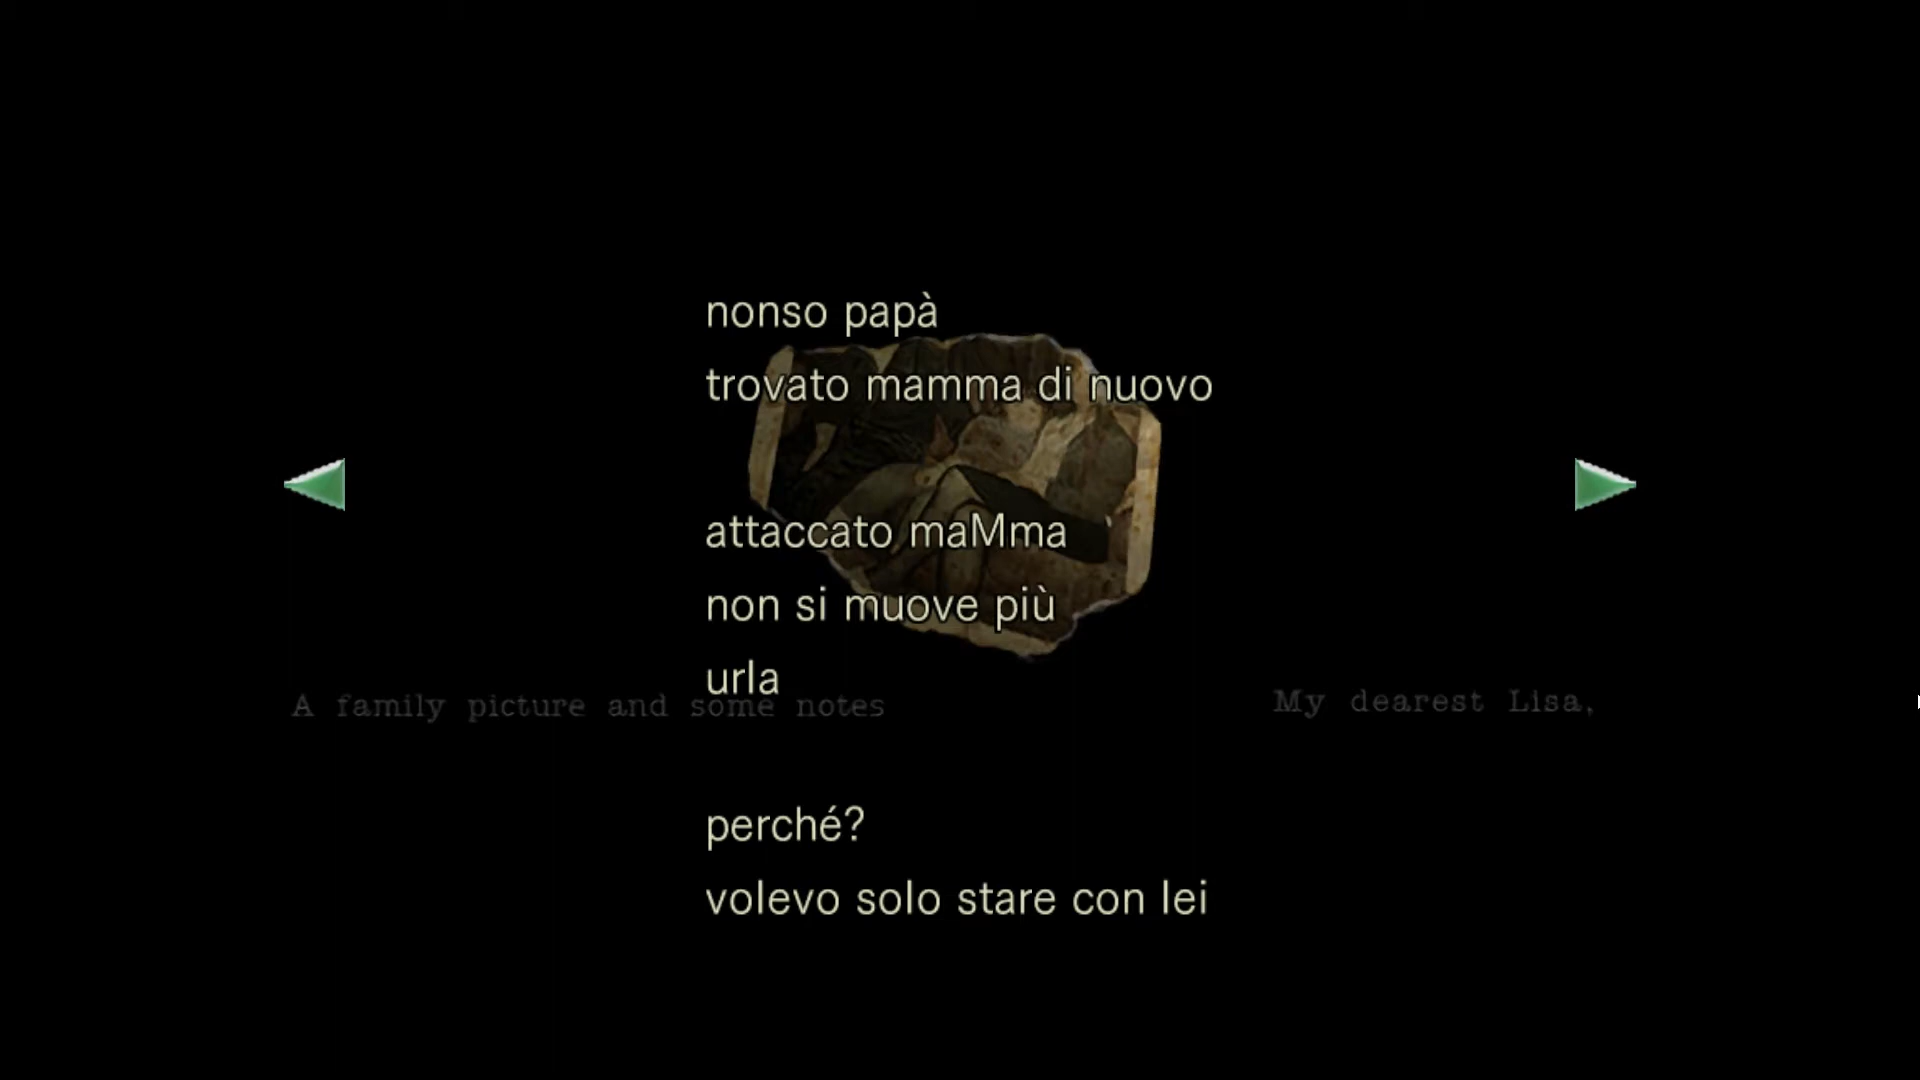 nonso papà
trovato mamma di nuovo
attaccato maMma
non si muove più
urla
A family picture and some notes
My dearest Lisa,
perché?
volevo solo stare con lei